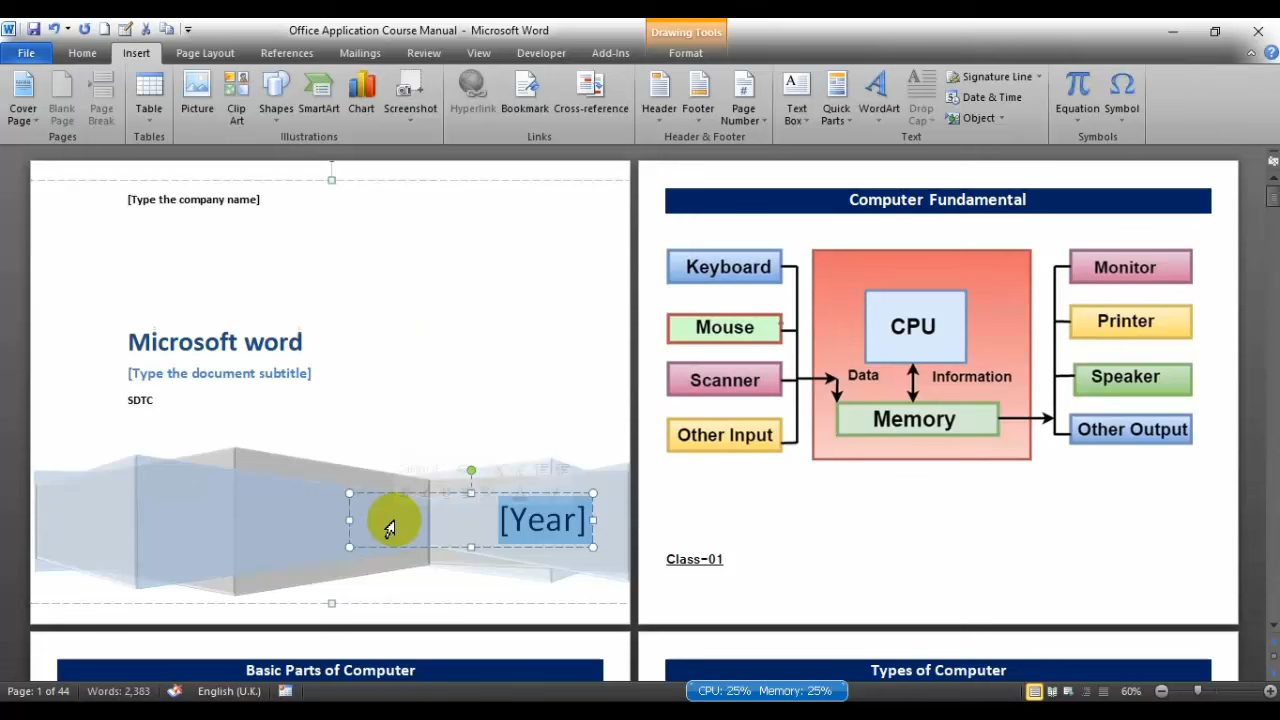 Office Application Course Manual - Microsoft Word
Drawing Tools
File Home Insert Page Layout References Mailings Review View Developer Add-Ins Format
Cover Page
Blank Page
Page Break
Table
Picture
Clip Art
Shapes
SmartArt
Chart
Screenshot
Hyperlink
Bookmark
Cross-reference
Header
Footer
Page Number
Text Box
Quick Parts
WordArt
Drop Cap
Signature Line
Date & Time
Object
Equation
Symbol
Pages Tables Illustrations Links Header & Footer Text Symbols
[Type the company name]
Microsoft word
[Type the document subtitle]
SDTC
[Year]
Computer Fundamental
Keyboard
Mouse
Scanner
Other Input
CPU
Data
Information
Memory
Monitor
Printer
Speaker
Other Output
Class-01
Basic Parts of Computer
Types of Computer
Page: 1 of 44 Words: 2,383 English (U.K.) CPU: 25% Memory: 25% 60%